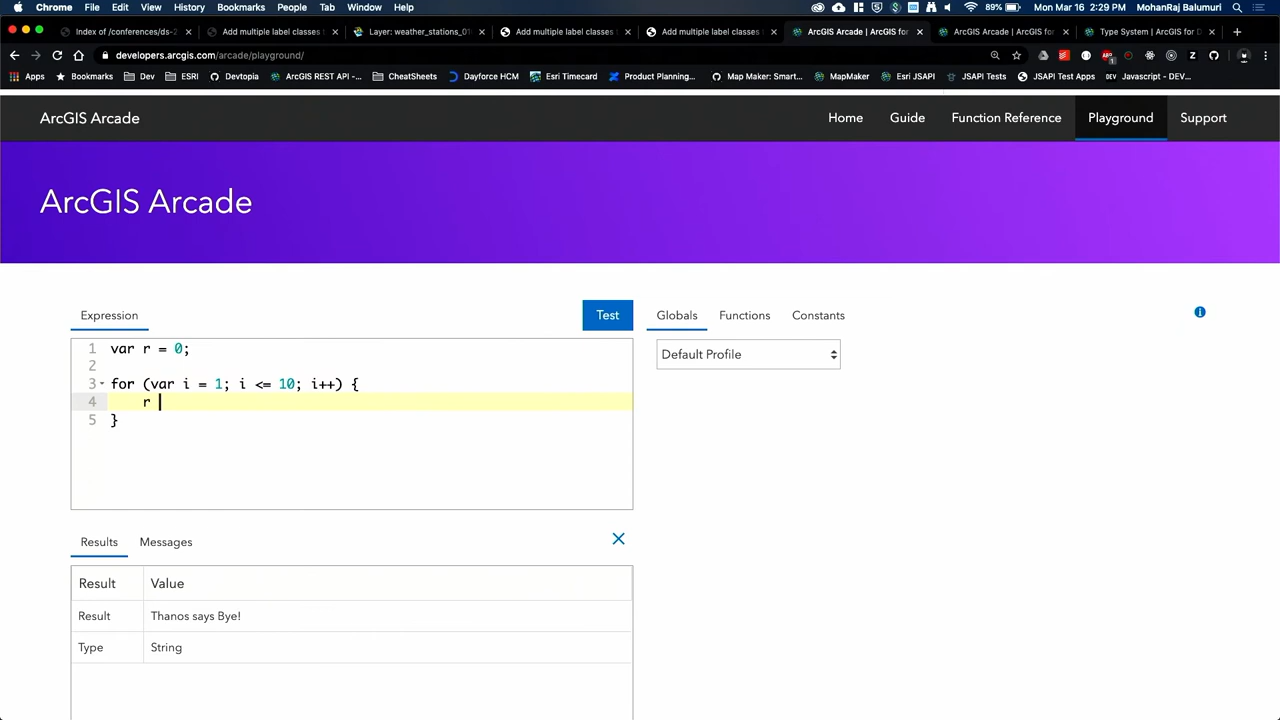 Chrome File Edit View History Bookmarks People Tab Window Help 89% Mon Mar 16 2:29 PM MohanRaj Balumuri
Index of /conferences/ds-2 Add multiple label classes t Layer: weather_stations_01 Add multiple label classes t Add multiple label classes t ArcGIS Arcade | ArcGIS for ArcGIS Arcade | ArcGIS for Type System | ArcGIS for D
developers.arcgis.com/arcade/playground/
Apps Bookmarks Dev ESRI Devtopia ArcGIS REST API -... CheatSheets Dayforce HCM Esri Timecard Product Planning... Map Maker: Smart... MapMaker Esri JSAPI JSAPI Tests JSAPI Test Apps DEV Javascript - DEV...
ArcGIS Arcade Home Guide Function Reference Playground Support
ArcGIS Arcade
Expression Test Globals Functions Constants
Default Profile
1 var r = 0;
2
3 for (var i = 1; i <= 10; i++) {
4 r
5 }
Results Messages
Result Value
Result Thanos says Bye!
Type String